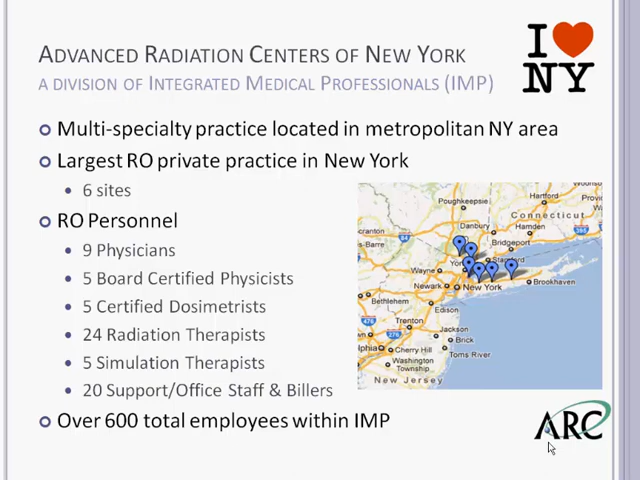 ADVANCED RADIATION CENTERS OF NEW YORK
A DIVISION OF INTEGRATED MEDICAL PROFESSIONALS (IMP)
I ♥
NY
Multi-specialty practice located in metropolitan NY area
Largest RO private practice in New York
6 sites
RO Personnel
9 Physicians
5 Board Certified Physicists
5 Certified Dosimetrists
24 Radiation Therapists
5 Simulation Therapists
20 Support/Office Staff & Billers
Over 600 total employees within IMP
Poughkeepsie
Hartford
Connecticut
Danbury
Bridgeport
Wayne
Newark
New York
Brookhaven
Edison
Bethlehem
Trenton
Jackson
Brick
Cherry Hill
Toms River
Washington
Township
New Jersey
ARC